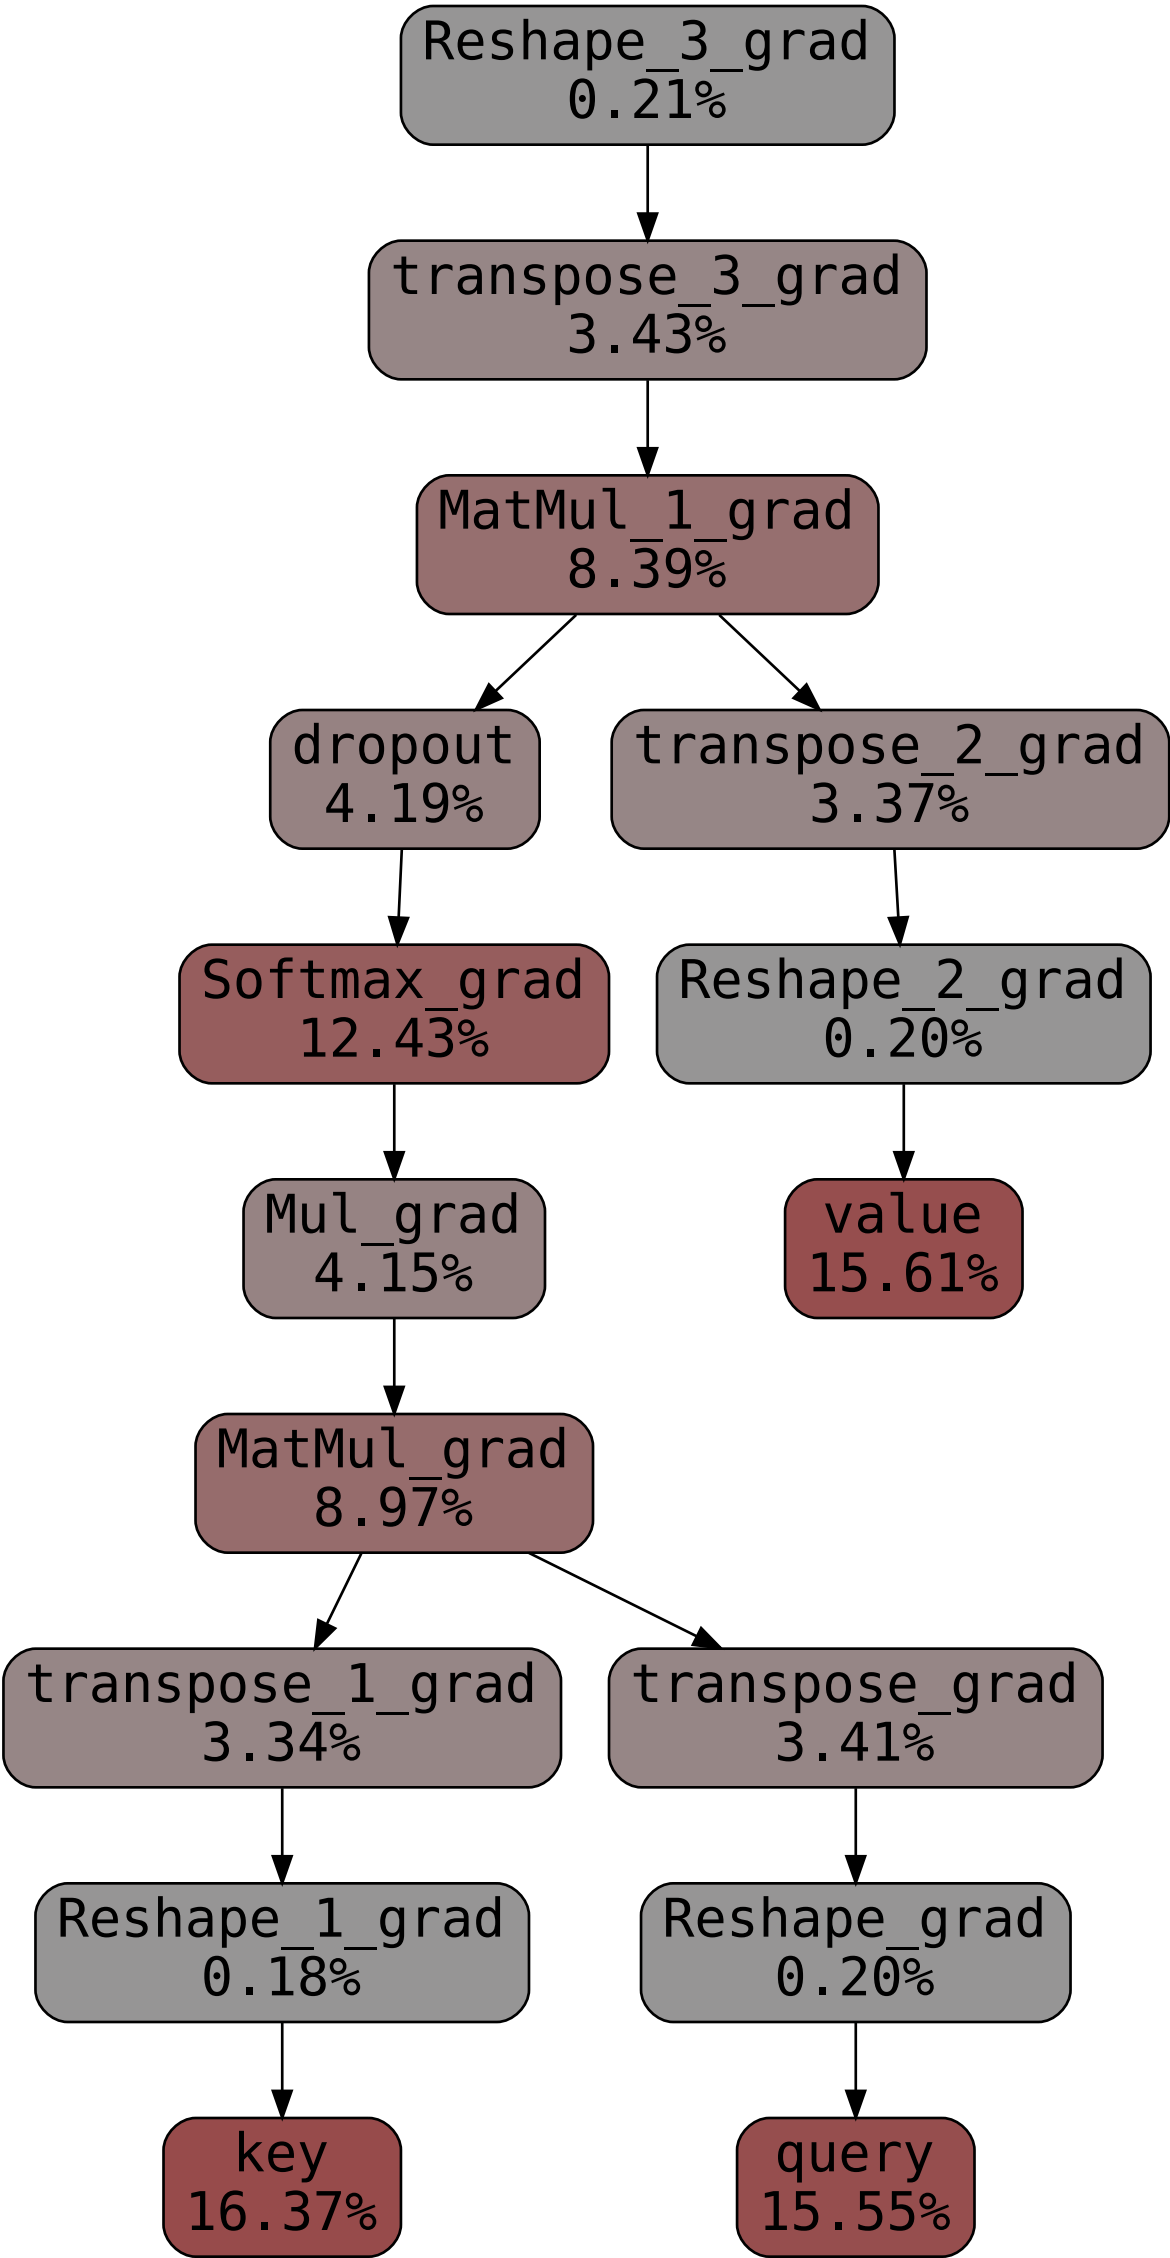 Reshape_3_grad
0.21%
transpose_3_grad
3.43%
MatMul_1_grad
8.39%
dropout
4.19%
transpose_2_grad
3.37%
Softmax_grad
12.43%
Reshape_2_grad
0.20%
Mul_grad
4.15%
value
15.61%
MatMul_grad
8.97%
transpose_1_grad
3.34%
transpose_grad
3.41%
Reshape_1_grad
0.18%
Reshape_grad
0.20%
key
16.37%
query
15.55%